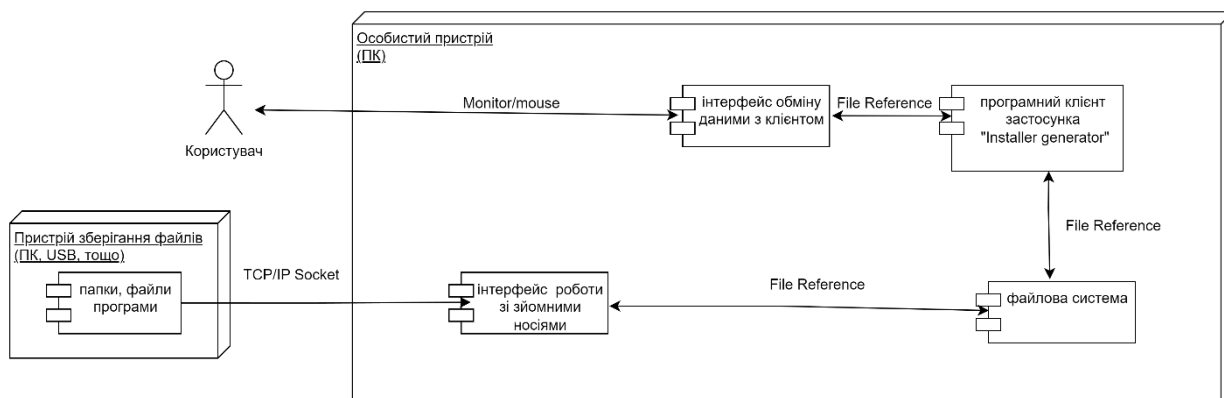 Особистий пристрій
(ПК)
Monitor/mouse
інтерфейс обміну
даними з клієнтом
File Reference
програмний клієнт
застосунка
"Installer generator"
Користувач
File Reference
Пристрій зберігання файлів
(ПК, USB, тощо)
папки, файли
програми
TCP/IP Socket
інтерфейс роботи
зі зйомними
носіями
File Reference
файлова система